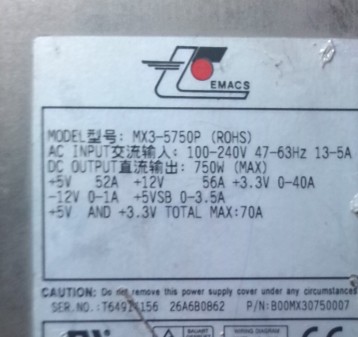 EMACS
MODEL型号: MX3-5750P (ROHS)
AC INPUT交流输入: 100-240V 47-63Hz 13-5A
DC OUTPUT直流输出: 750W (MAX)
+5V 52A +12V 56A +3.3V 0-40A
-12V 0-1A +5VSB 0-3.5A
+5V AND +3.3V TOTAL MAX:70A
CAUTION: Do not remove this power supply cover under any circumstances
SER.NO.: 26A6B0862 P/N:B00MX30750007
WIRING DIAGRAM